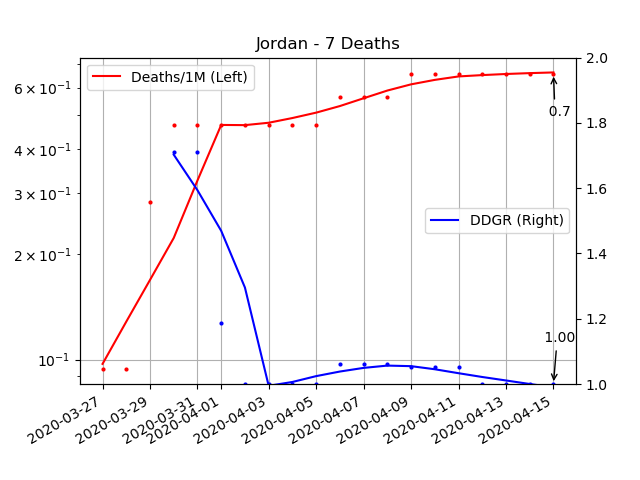 Jordan - 7 Deaths
Deaths/1M (Left)
DDGR (Right)
6 × 10⁻¹
4 × 10⁻¹
3 × 10⁻¹
2 × 10⁻¹
10⁻¹
2.0
1.8
1.6
1.4
1.2
1.0
0.7
1.00
2020-03-27
2020-03-29
2020-03-31
2020-04-01
2020-04-03
2020-04-05
2020-04-07
2020-04-09
2020-04-11
2020-04-13
2020-04-15